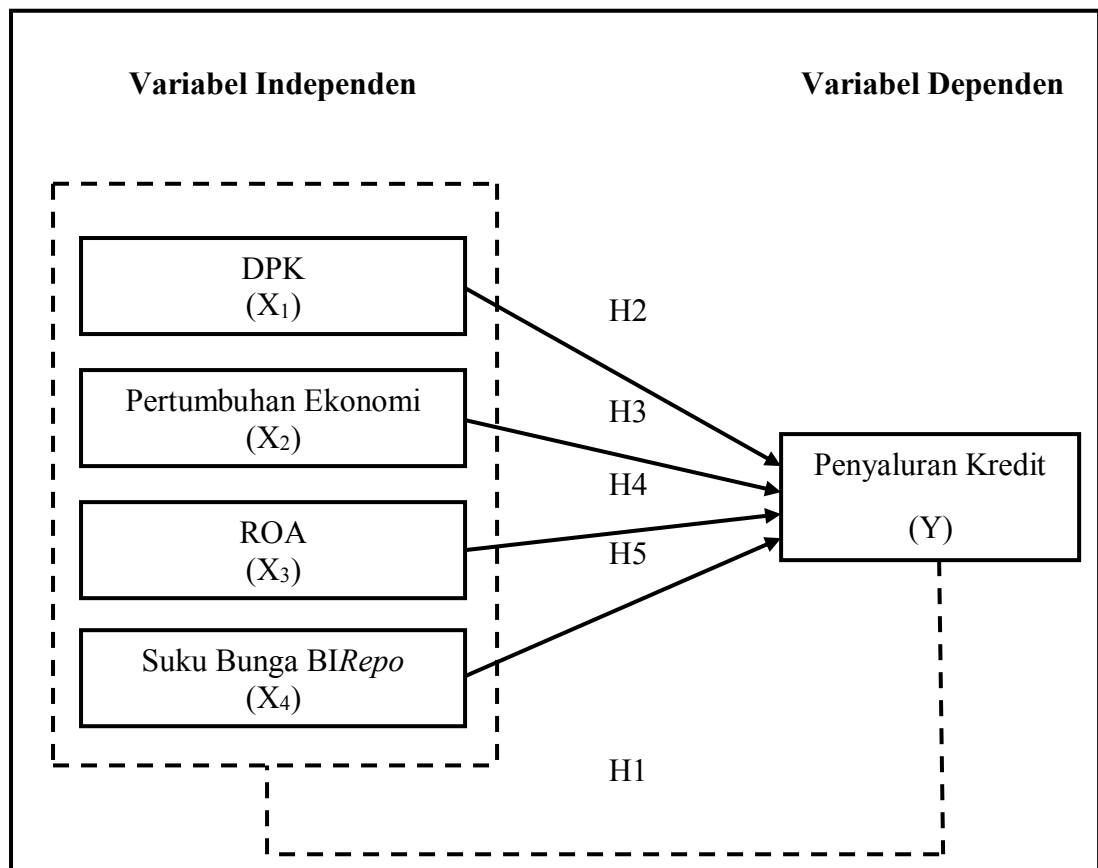 Variabel Independen
Variabel Dependen
DPK
(X₁)
H2
Pertumbuhan Ekonomi
(X₂)
H3
Penyaluran Kredit
(Y)
H4
ROA
(X₃)
H5
Suku Bunga BIRepo
(X₄)
H1